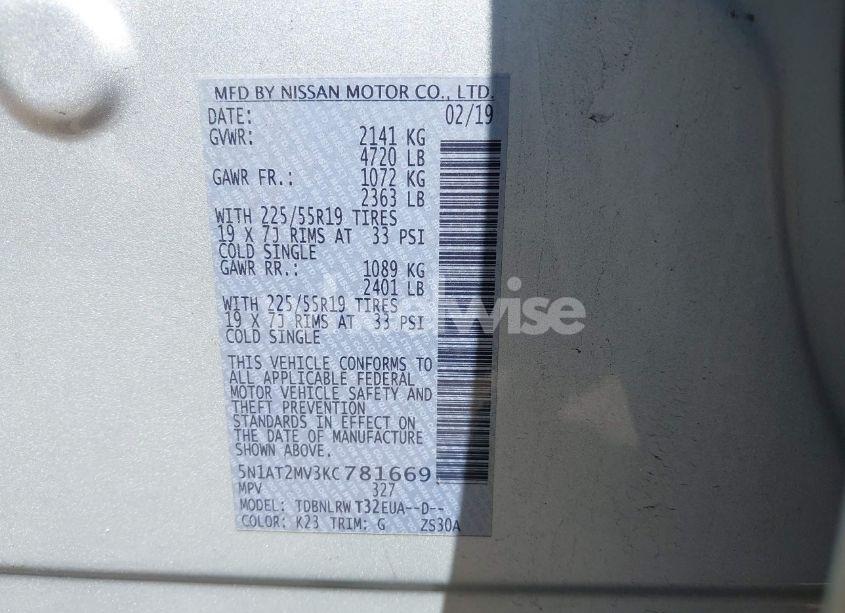 MFD BY NISSAN MOTOR CO., LTD.
DATE: 02/19
GVWR: 2141 KG
4720 LB
GAWR FR.: 1072 KG
2363 LB
WITH 225/55R19 TIRES
19 X 7J RIMS AT 33 PSI
COLD SINGLE
GAWR RR.: 1089 KG
2401 LB
WITH 225/55R19 TIRES
19 X 7J RIMS AT 33 PSI
COLD SINGLE
THIS VEHICLE CONFORMS TO
ALL APPLICABLE FEDERAL
MOTOR VEHICLE SAFETY AND
THEFT PREVENTION
STANDARDS IN EFFECT ON
THE DATE OF MANUFACTURE
SHOWN ABOVE.
5N1AT2MV3KC781669
MPV 327
MODEL: TDBNLRW T32EUA--D--
COLOR: K23 TRIM: G ZS30A